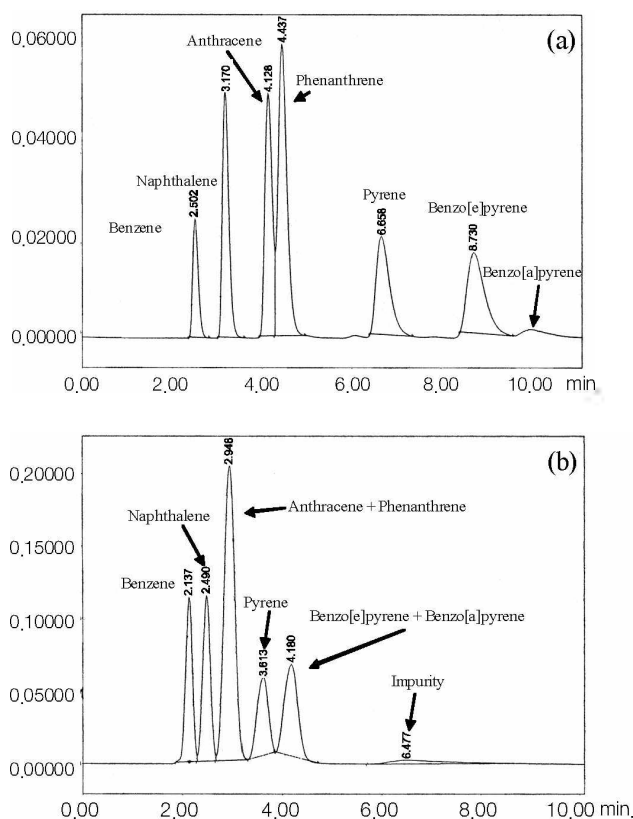 0.06000
(a)
4.437
Anthracene
3.170
4.128
Phenanthrene
0.04000
Naphthalene
Pyrene
Benzo[e]pyrene
2.502
6.658
8.730
Benzene
0.02000
Benzo[a]pyrene
0.00000
0.00 2.00 4.00 6.00 8.00 10.00 min
(b)
2.948
0.20000
Anthracene + Phenanthrene
Naphthalene
0.15000
Benzene
2.137
2.490
Pyrene
Benzo[e]pyrene + Benzo[a]pyrene
0.10000
3.613
4.180
Impurity
0.05000
6.477
0.00000
0.00 2.00 4.00 6.00 8.00 10.00 min.